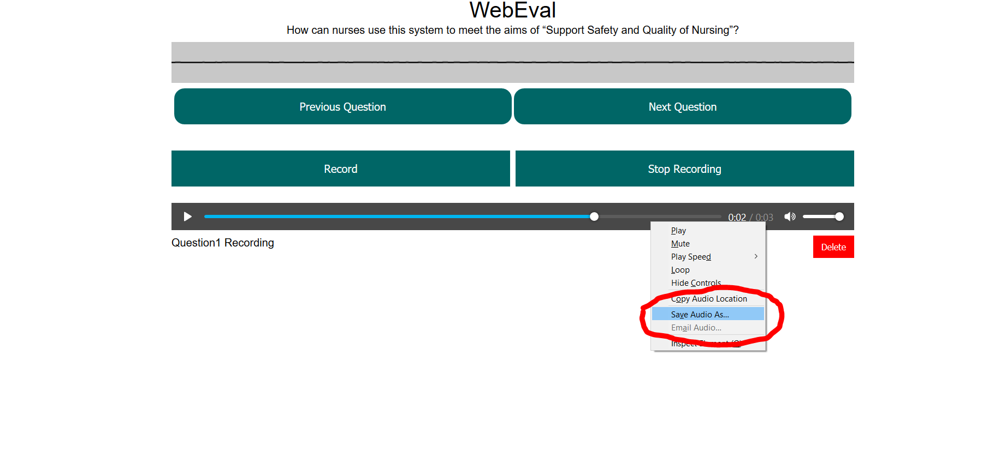 WebEval
How can nurses use this system to meet the aims of “Support Safety and Quality of Nursing”?
Previous Question
Next Question
Record
Stop Recording
0:02 / 0:03
Play
Mute
Play Speed
Loop
Hide Controls
Copy Audio Location
Save Audio As...
Email Audio...
Inspect Element (Q)
Question1 Recording
Delete